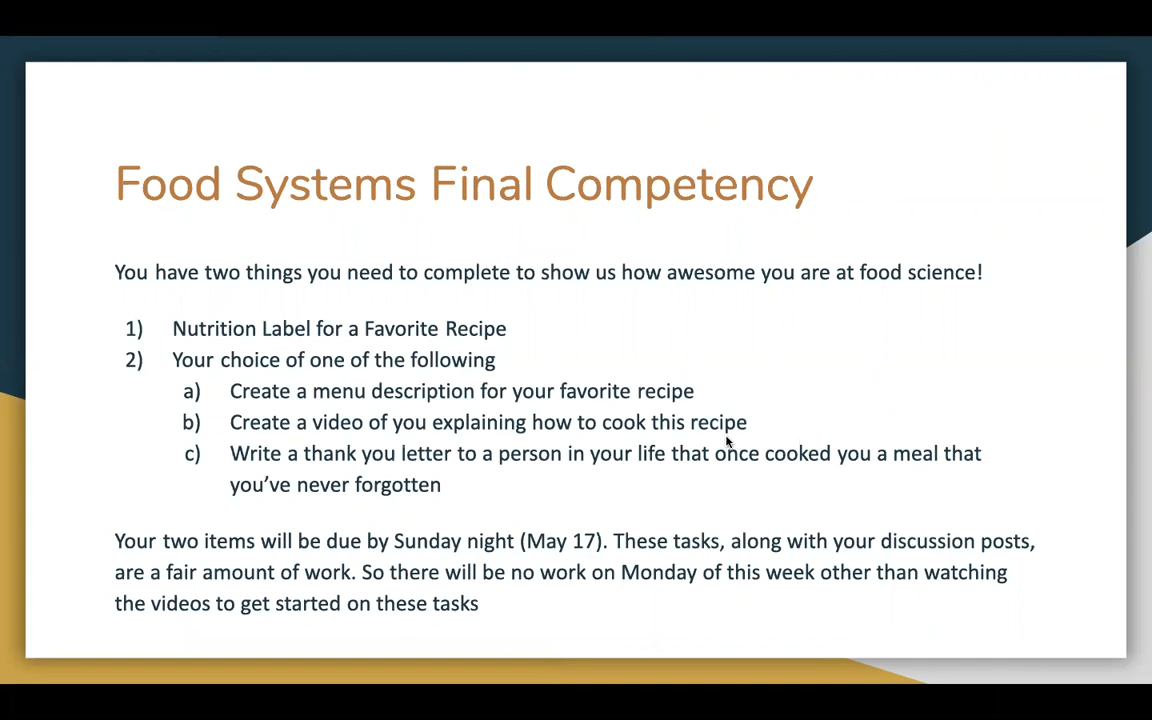 Food Systems Final Competency
You have two things you need to complete to show us how awesome you are at food science!
1) Nutrition Label for a Favorite Recipe
2) Your choice of one of the following
a) Create a menu description for your favorite recipe
b) Create a video of you explaining how to cook this recipe
c) Write a thank you letter to a person in your life that once cooked you a meal that
you’ve never forgotten
Your two items will be due by Sunday night (May 17). These tasks, along with your discussion posts,
are a fair amount of work. So there will be no work on Monday of this week other than watching
the videos to get started on these tasks